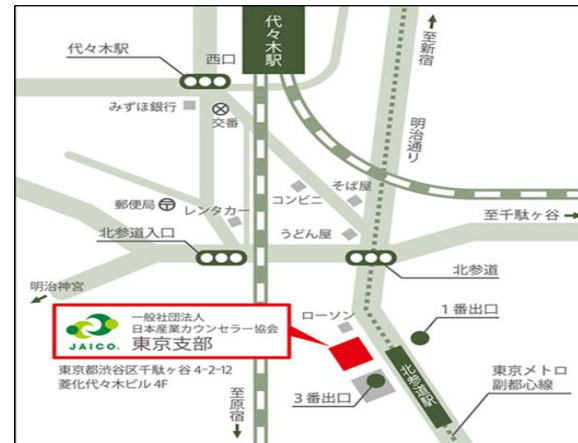 代々木駅
至新宿
代々木駅
西口
みずほ銀行
交番
明治通り
そば屋
コンビニ
郵便局
レンタカー
至千駄ヶ谷
北参道入口
うどん屋
北参道
明治神宮
ローソン
1番出口
一般社団法人
日本産業カウンセラー協会
JAICO® 東京支部
東京都渋谷区千駄ヶ谷 4-2-12
菱化代々木ビル 4F
至原宿
3番出口
北参道駅
東京メトロ
副都心線